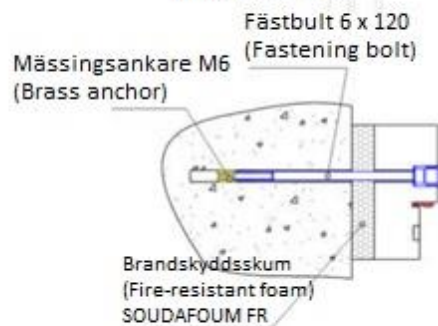 Fästbult 6 x 120
(Fastening bolt)
Mässingsankare M6
(Brass anchor)
Brandskyddsskum
(Fire-resistant foam)
SOUDAFOUM FR